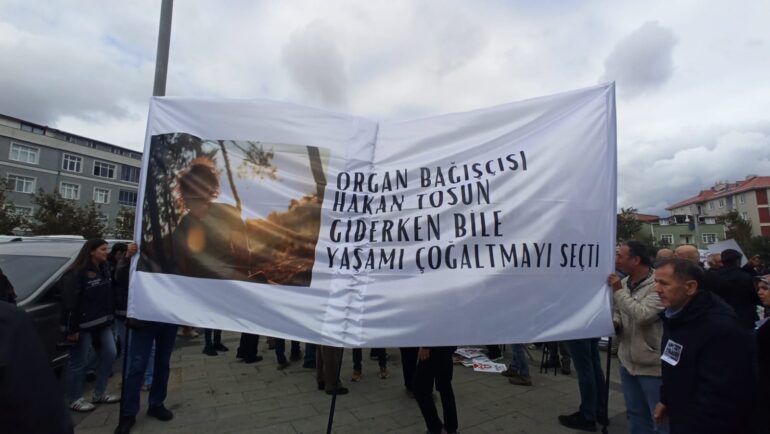 ORGAN BAĞIŞÇISI
HAKAN TOSUN
GİDERKEN BİLE
YAŞAMI ÇOĞALTMAYI SEÇTİ